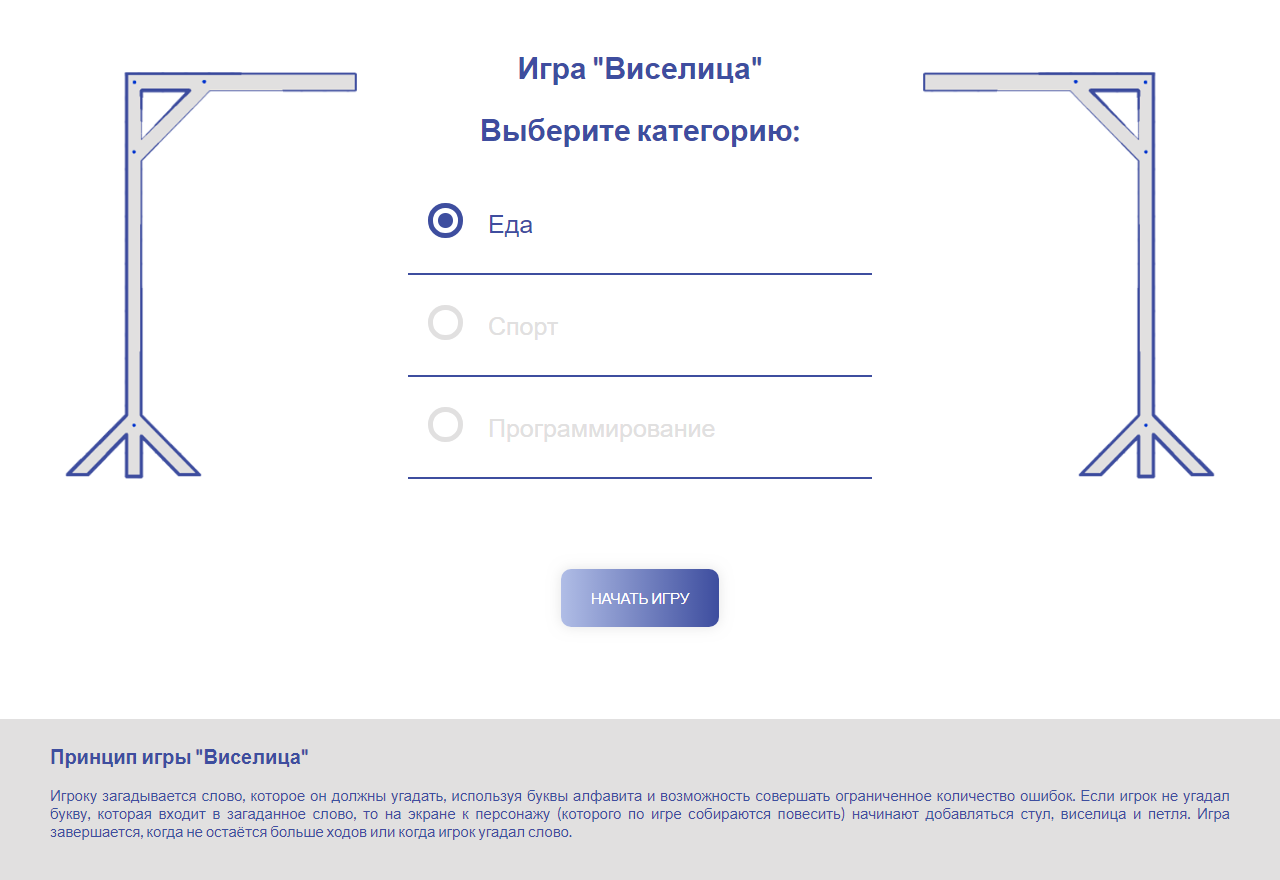 Игра "Виселица"
Выберите категорию:
Еда
Спорт
Программирование
НАЧАТЬ ИГРУ
Принцип игры "Виселица"
Игроку загадывается слово, которое он должны угадать, используя буквы алфавита и возможность совершать ограниченное количество ошибок. Если игрок не угадал
букву, которая входит в загаданное слово, то на экране к персонажу (которого по игре собираются повесить) начинают добавляться стул, виселица и петля. Игра
завершается, когда не остаётся больше ходов или когда игрок угадал слово.